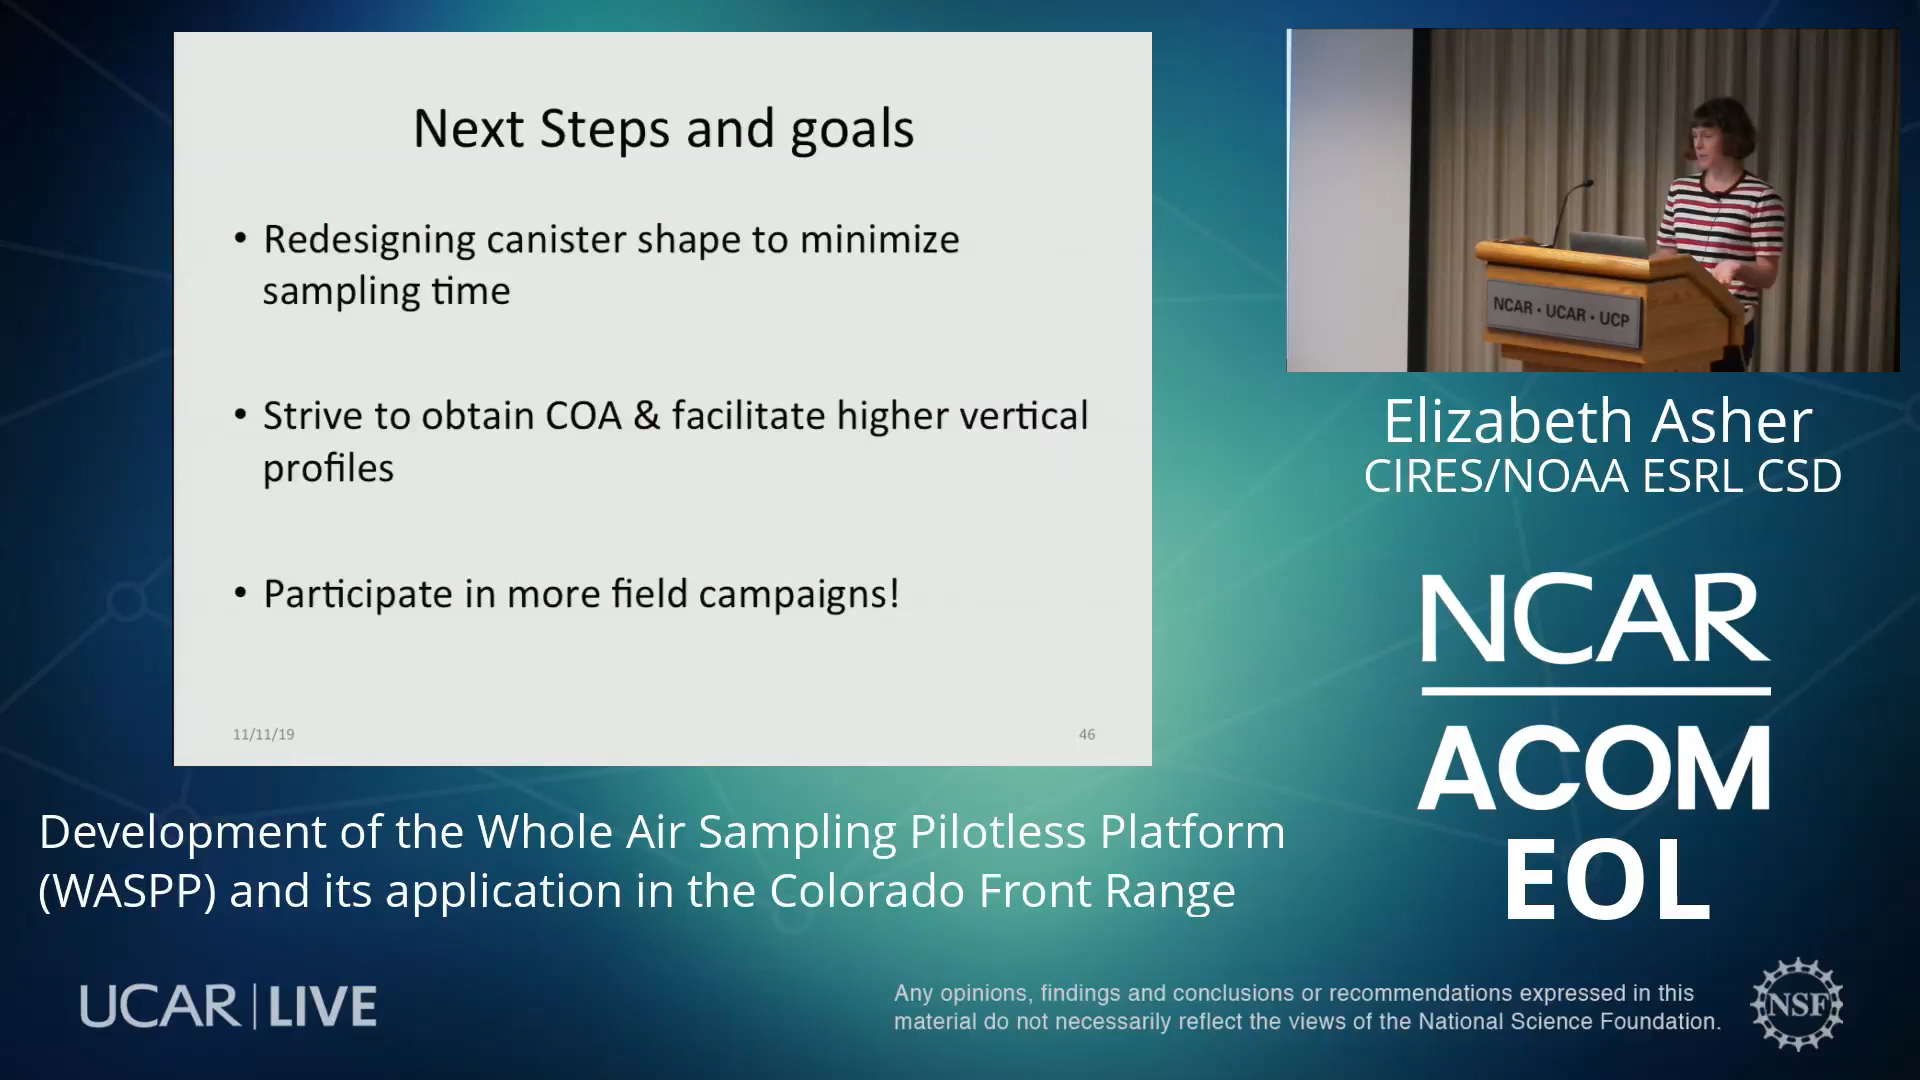 Next Steps and goals
• Redesigning canister shape to minimize
sampling time
• Strive to obtain COA & facilitate higher vertical
profiles
• Participate in more field campaigns!
11/11/19
46
NCAR • UCAR • UCP
Elizabeth Asher
CIRES/NOAA ESRL CSD
NCAR
ACOM
EOL
Development of the Whole Air Sampling Pilotless Platform
(WASPP) and its application in the Colorado Front Range
UCAR | LIVE
Any opinions, findings and conclusions or recommendations expressed in this
material do not necessarily reflect the views of the National Science Foundation.
NSF